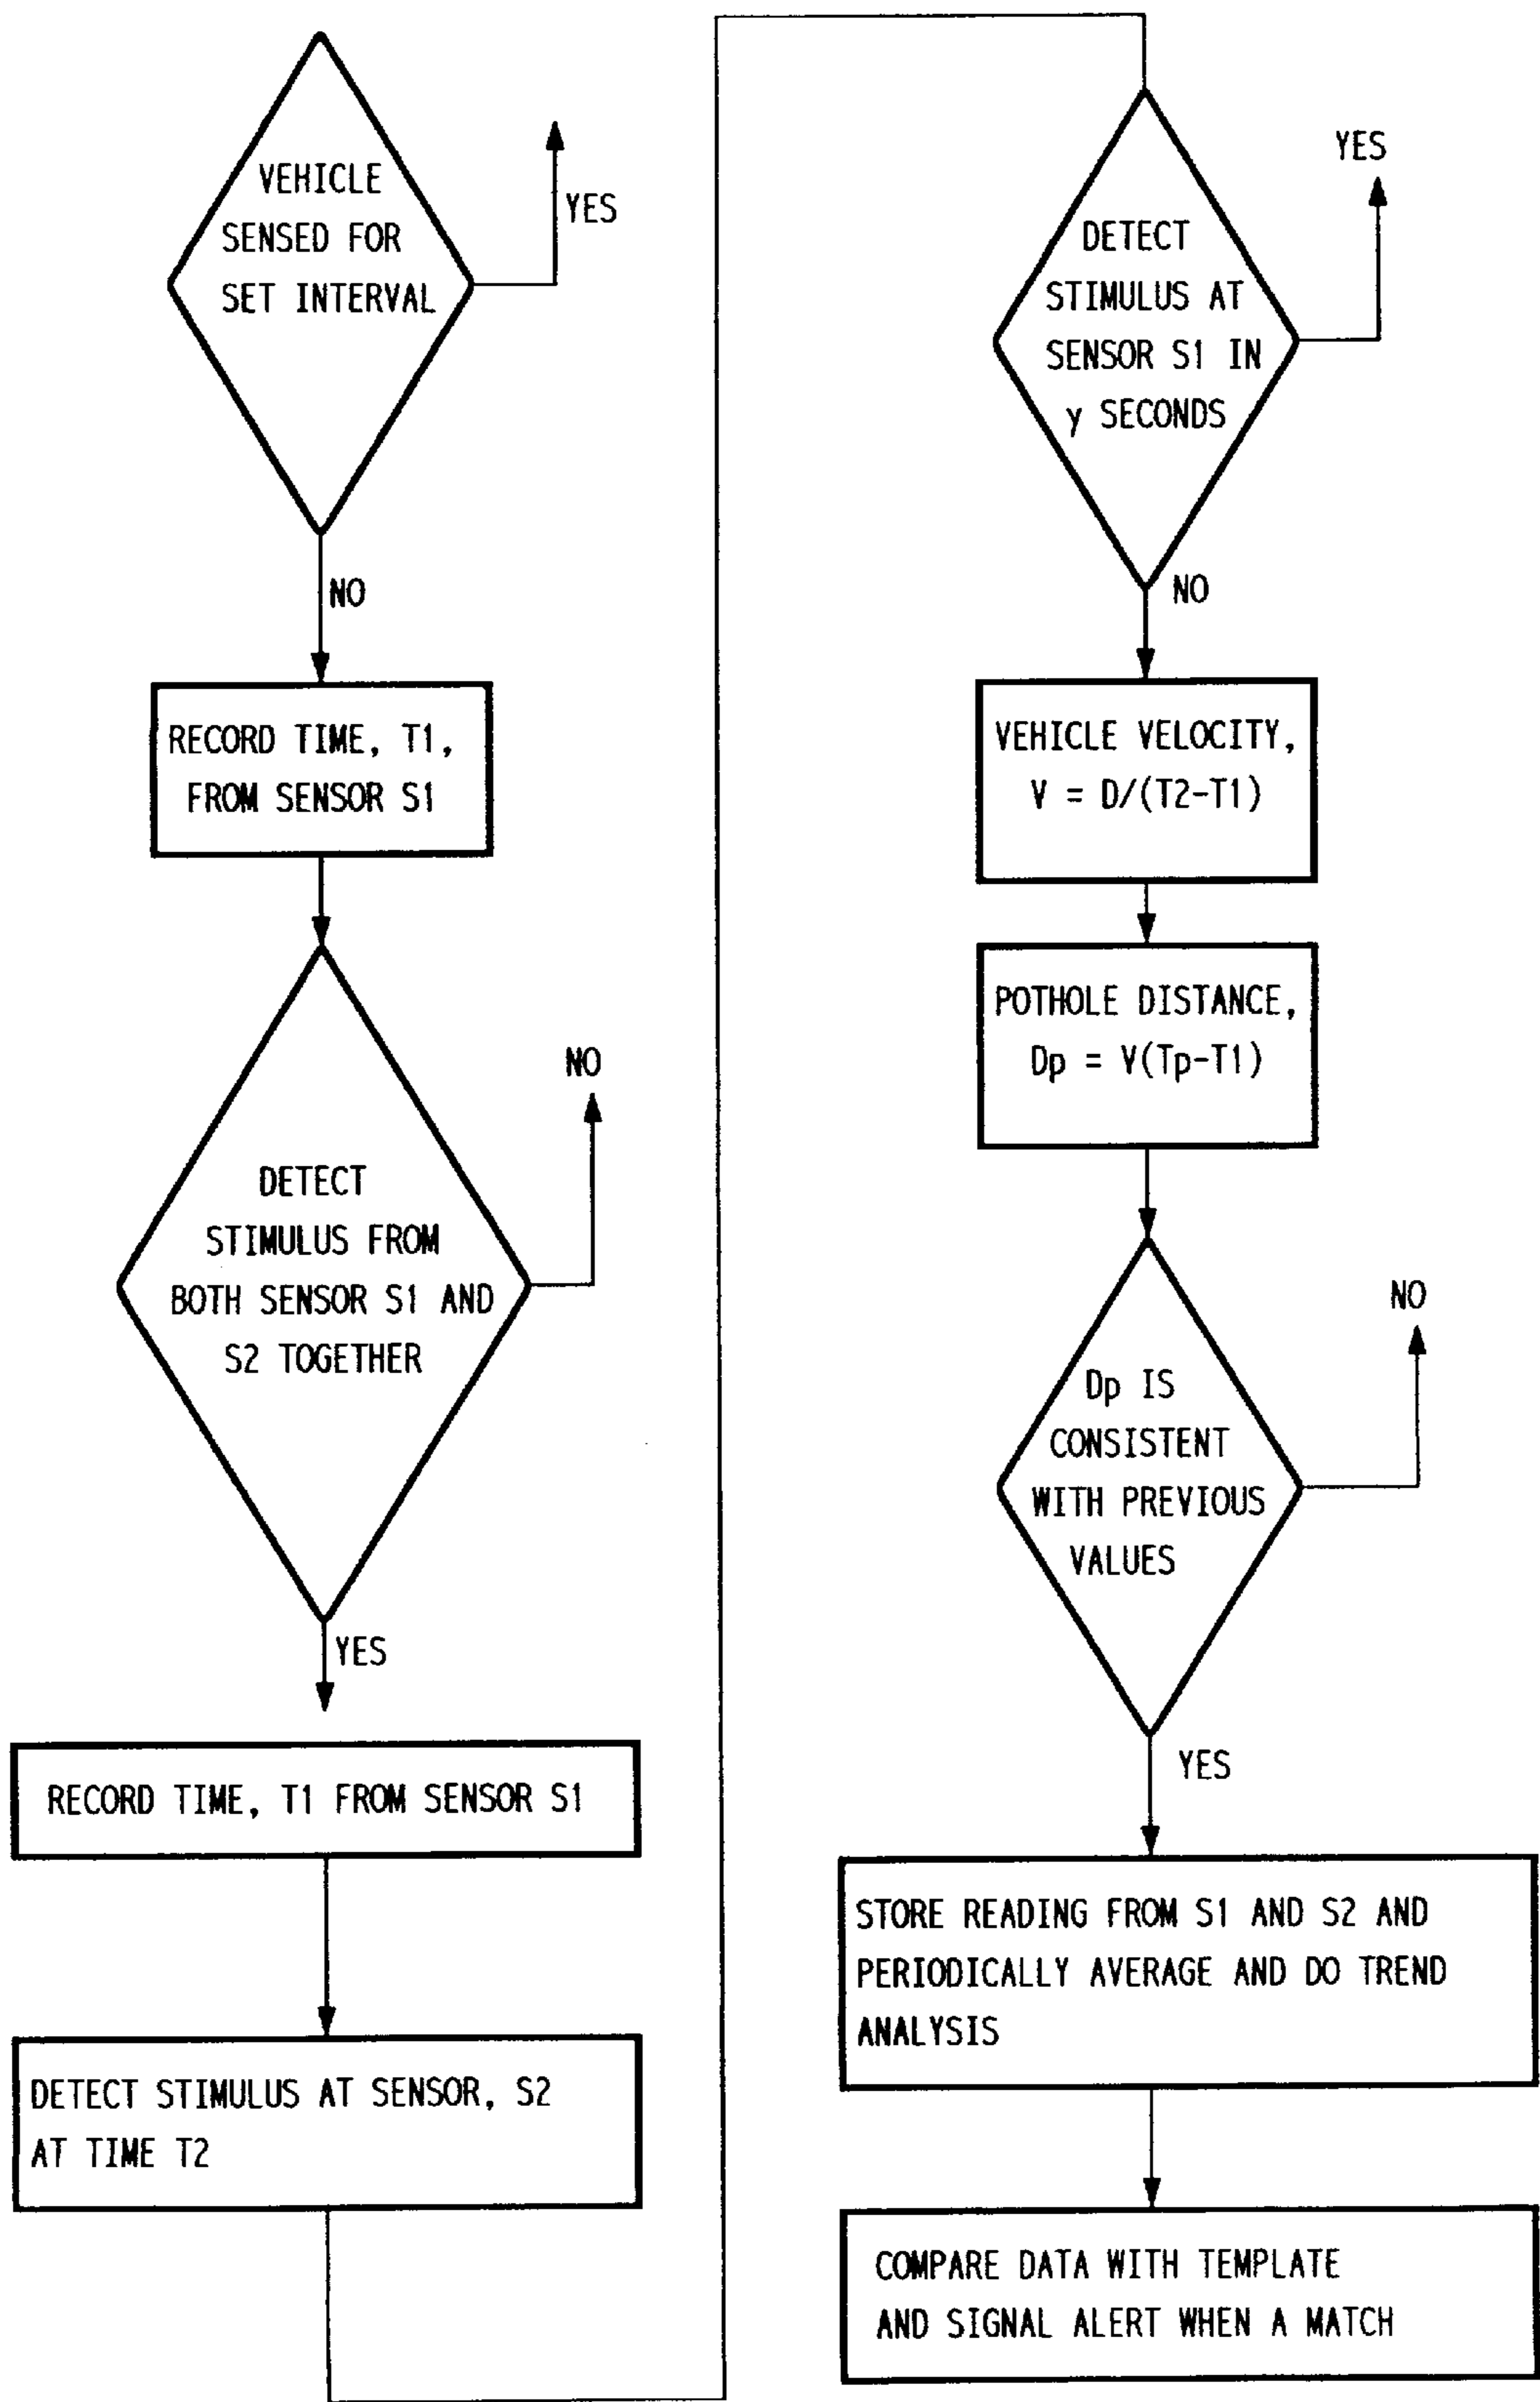 VEHICLE
SENSED FOR
SET INTERVAL
YES
NO
RECORD TIME, T1,
FROM SENSOR S1
DETECT
STIMULUS FROM
BOTH SENSOR S1 AND
S2 TOGETHER
NO
YES
RECORD TIME, T1 FROM SENSOR S1
DETECT STIMULUS AT SENSOR, S2
AT TIME T2
DETECT
STIMULUS AT
SENSOR S1 IN
y SECONDS
YES
NO
VEHICLE VELOCITY,
V = D/(T2-T1)
POTHOLE DISTANCE,
Dp = V(Tp-T1)
Dp IS
CONSISTENT
WITH PREVIOUS
VALUES
NO
YES
STORE READING FROM S1 AND S2 AND
PERIODICALLY AVERAGE AND DO TREND
ANALYSIS
COMPARE DATA WITH TEMPLATE
AND SIGNAL ALERT WHEN A MATCH